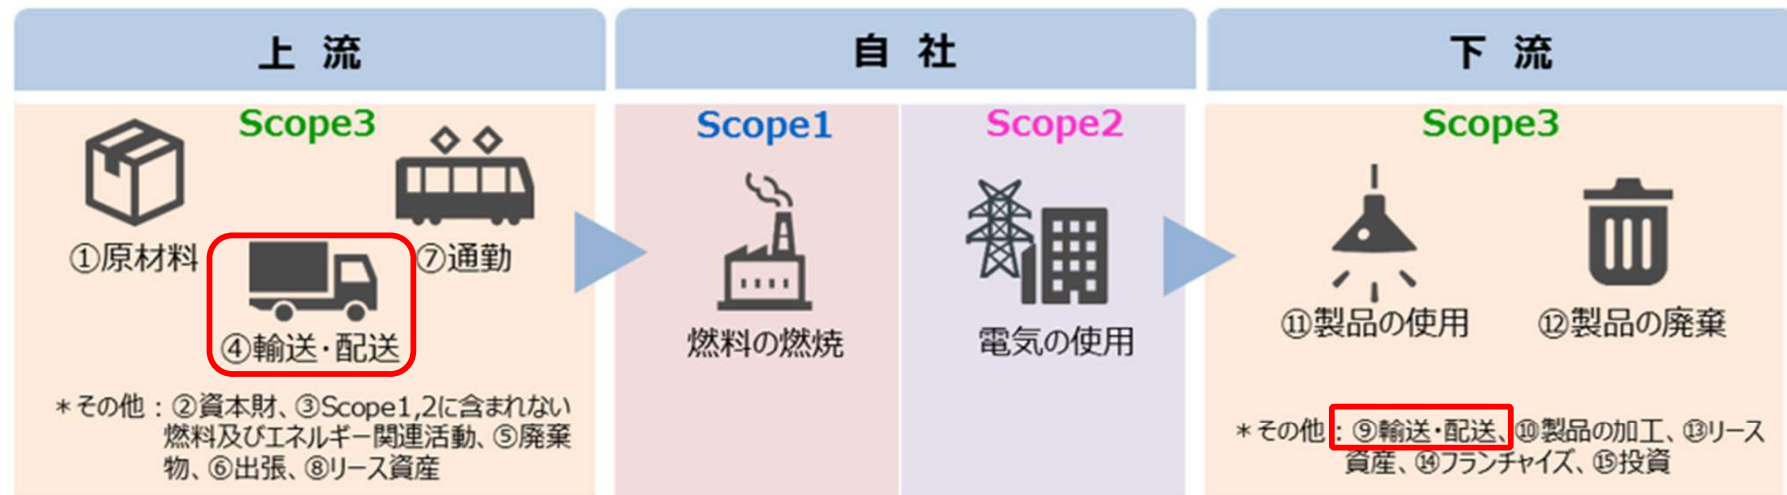 上 流
Scope3
①原材料
⑦通勤
④輸送・配送
＊その他：②資本財、③Scope1,2に含まれない
燃料及びエネルギー関連活動、⑤廃棄
物、⑥出張、⑧リース資産
自 社
Scope1
燃料の燃焼
Scope2
電気の使用
下 流
Scope3
⑪製品の使用
⑫製品の廃棄
＊その他：⑨輸送・配送、⑩製品の加工、⑬リース
資産、⑭フランチャイズ、⑮投資